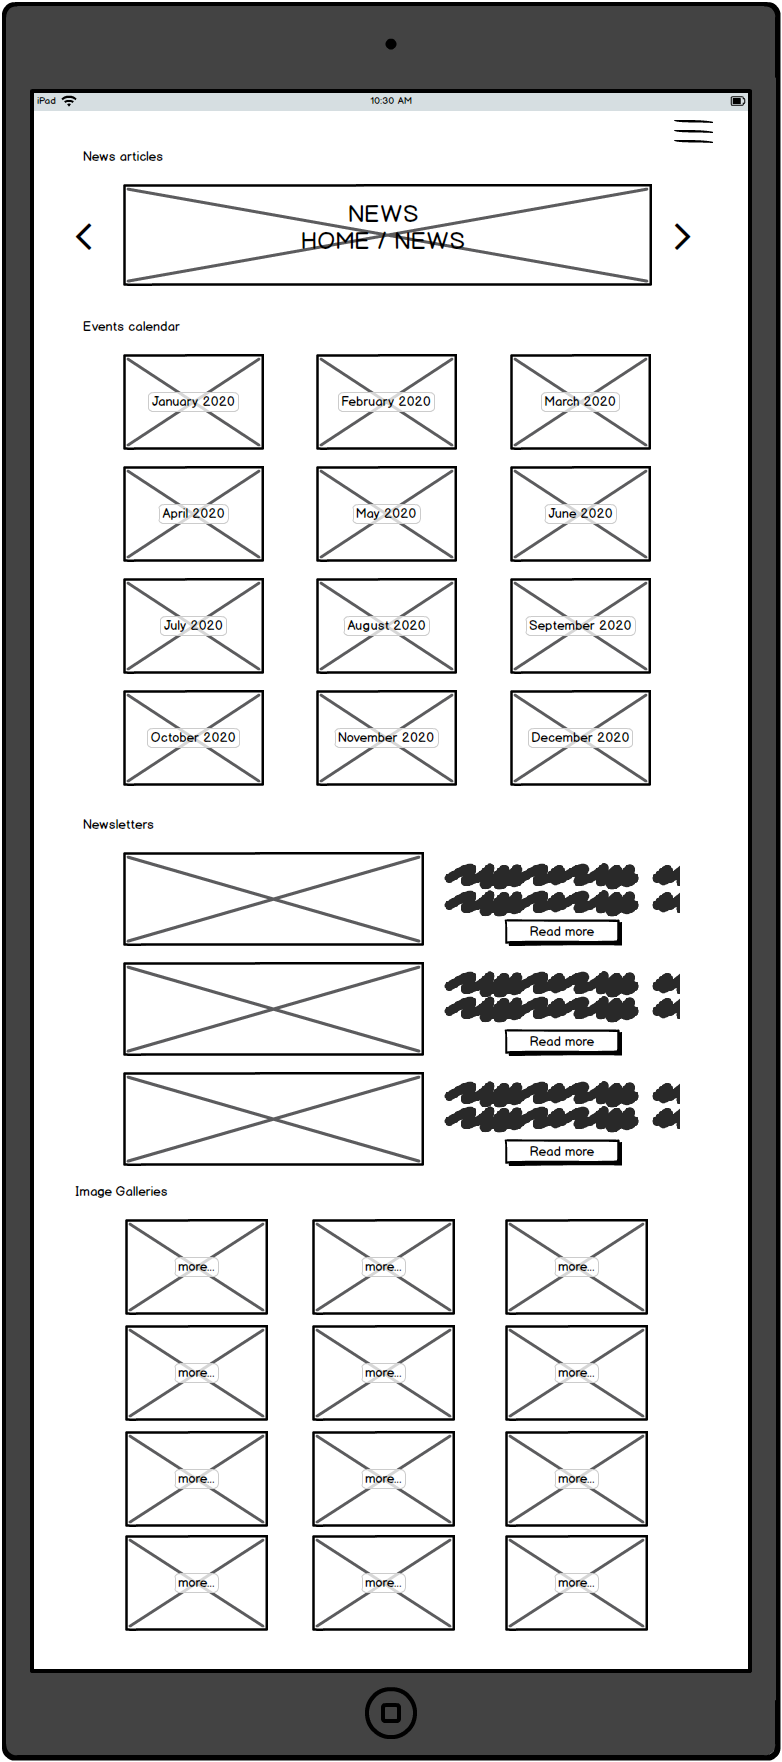 iPad 10:30 AM
News articles
NEWS
HOME / NEWS
Events calendar
January 2020 February 2020 March 2020
April 2020 May 2020 June 2020
July 2020 August 2020 September 2020
October 2020 November 2020 December 2020
Newsletters
Read more
Read more
Read more
Image Galleries
more... more... more...
more... more... more...
more... more... more...
more... more... more...